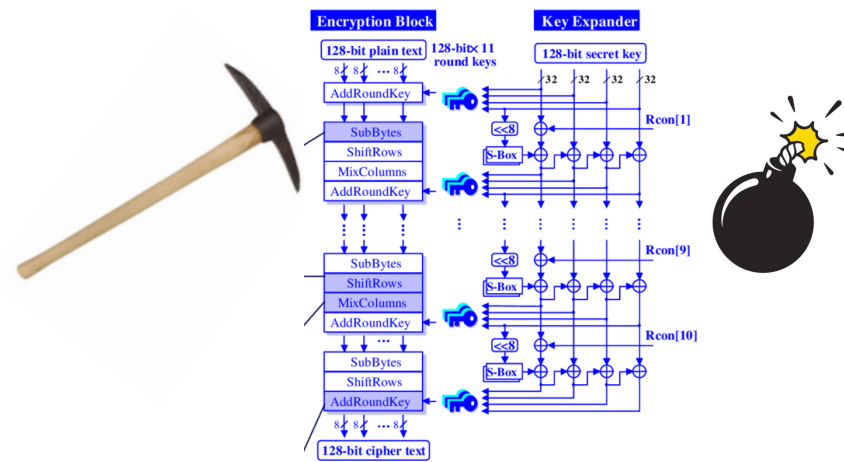 Encryption Block
Key Expander
128-bit plain text
128-bit× 11
round keys
128-bit secret key
8 8 ... 8
32 32 32 32
AddRoundKey
Rcon[1]
SubBytes
<<8
ShiftRows
S-Box
MixColumns
AddRoundKey
SubBytes
<<8
Rcon[9]
ShiftRows
S-Box
MixColumns
AddRoundKey
<<8
Rcon[10]
SubBytes
S-Box
ShiftRows
AddRoundKey
8 8 ... 8
128-bit cipher text